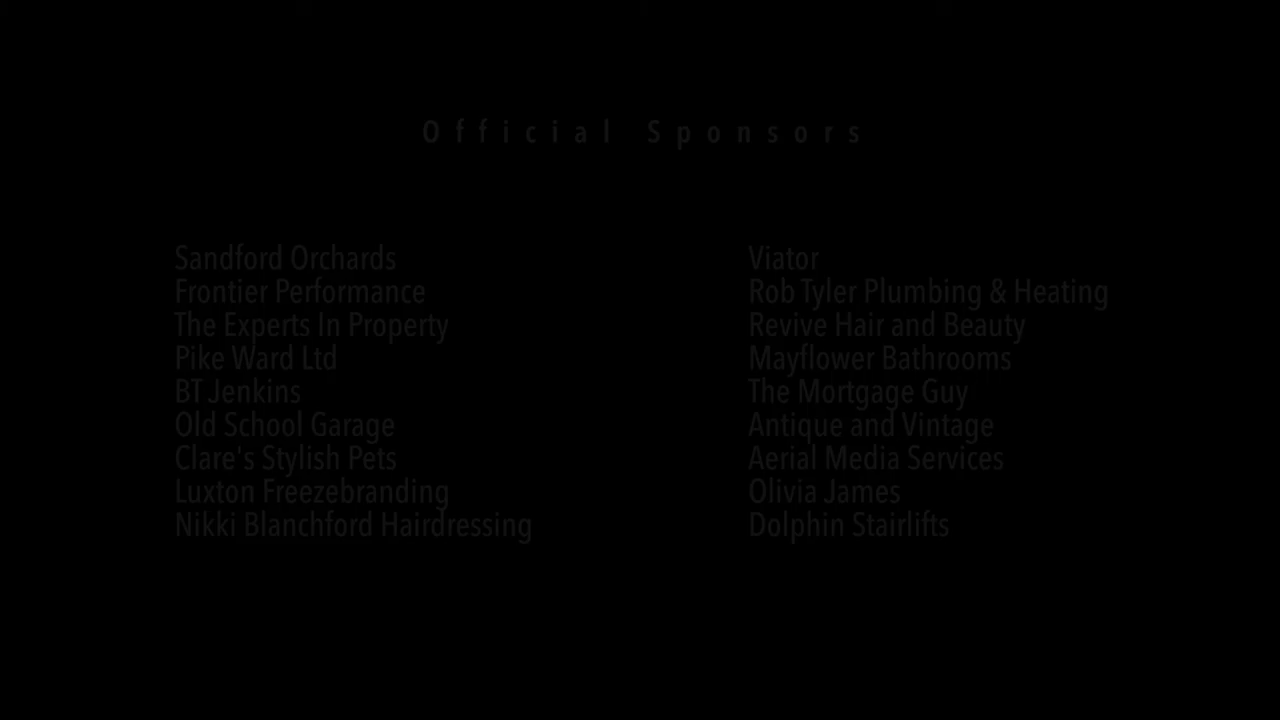 Official Sponsors
Sandford Orchards
Frontier Performance
The Experts In Property
Pike Ward Ltd
BT Jenkins
Old School Garage
Clare's Stylish Pets
Luxton Freezebranding
Nikki Blanchford Hairdressing
Viator
Rob Tyler Plumbing & Heating
Revive Hair and Beauty
Mayflower Bathrooms
The Mortgage Guy
Antique and Vintage
Aerial Media Services
Olivia James
Dolphin Stairlifts